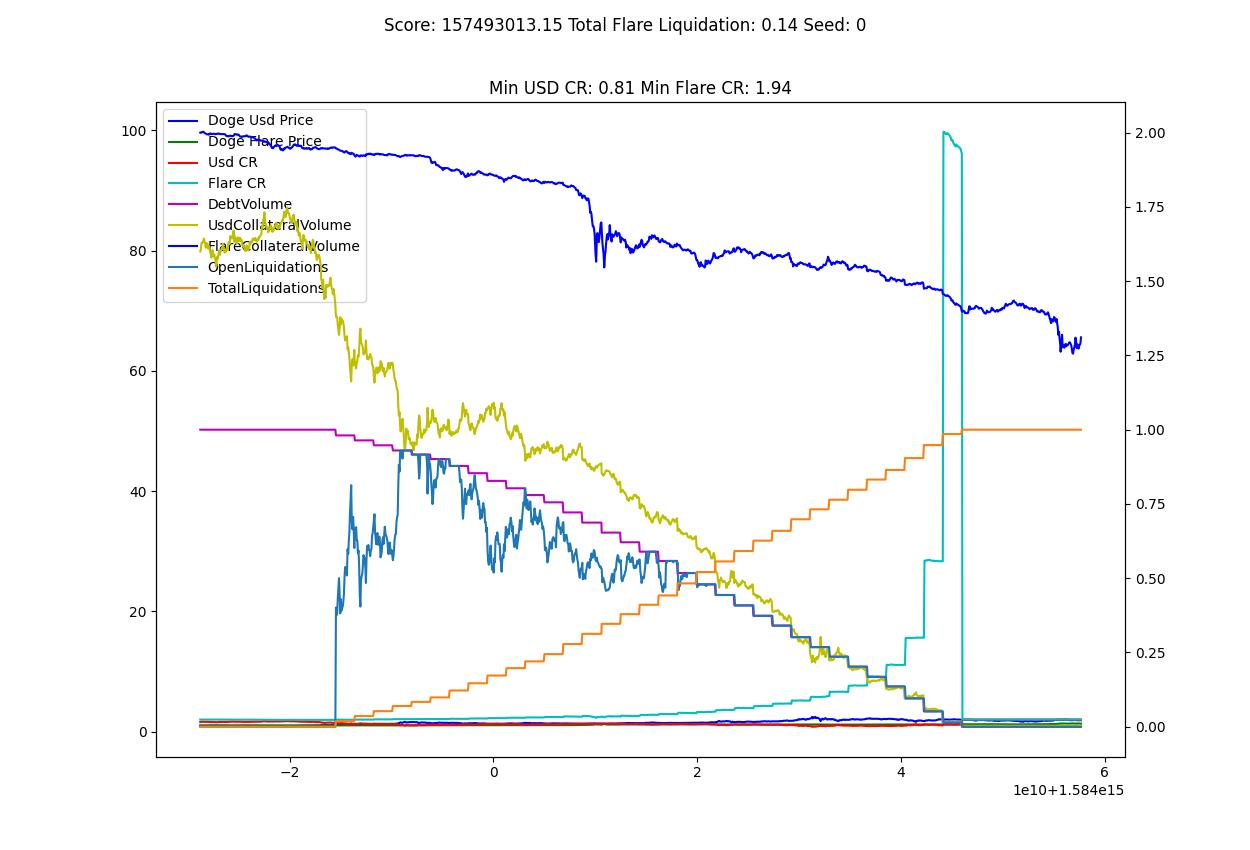 Score: 157493013.15 Total Flare Liquidation: 0.14 Seed: 0
Min USD CR: 0.81 Min Flare CR: 1.94
Doge Usd Price
Doge Flare Price
Usd CR
Flare CR
DebtVolume
UsdCollateralVolume
FlareCollateralVolume
OpenLiquidations
TotalLiquidations
100
80
60
40
20
0
2.00
1.75
1.50
1.25
1.00
0.75
0.50
0.25
0.00
−2
0
2
4
6
1e10+1.584e15